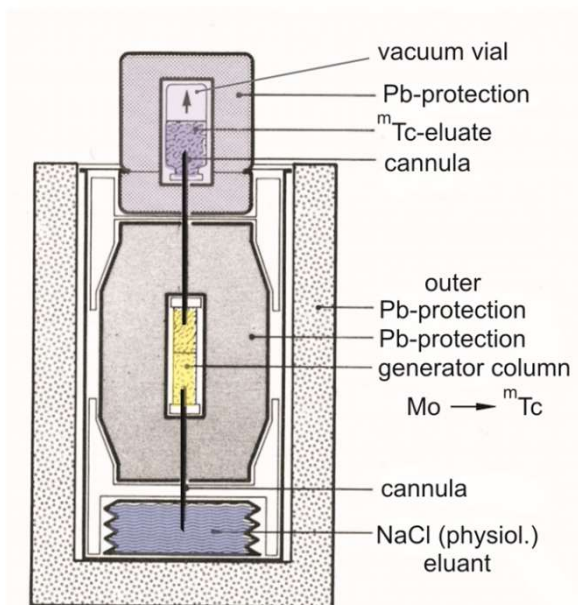 vacuum vial
Pb-protection
ᵐTc-eluate
cannula
outer
Pb-protection
Pb-protection
generator column
Mo → ᵐTc
cannula
NaCl (physiol.)
eluant